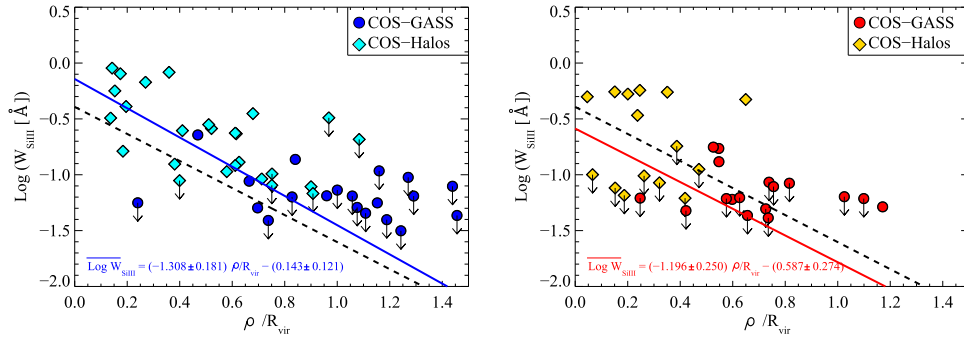 COS−GASS
COS−Halos
0.5
0.0
−0.5
−1.0
−1.5
−2.0
Log (W_SiIII [ Å] )
Log W_SiIII = (−1.308±0.181) ρ/R_vir − (0.143±0.121)
0.0 0.2 0.4 0.6 0.8 1.0 1.2 1.4
ρ /R_vir
COS−GASS
COS−Halos
0.5
0.0
−0.5
−1.0
−1.5
−2.0
Log (W_SiIII [ Å] )
Log W_SiIII = (−1.196±0.250) ρ/R_vir − (0.587±0.274)
0.0 0.2 0.4 0.6 0.8 1.0 1.2 1.4
ρ /R_vir